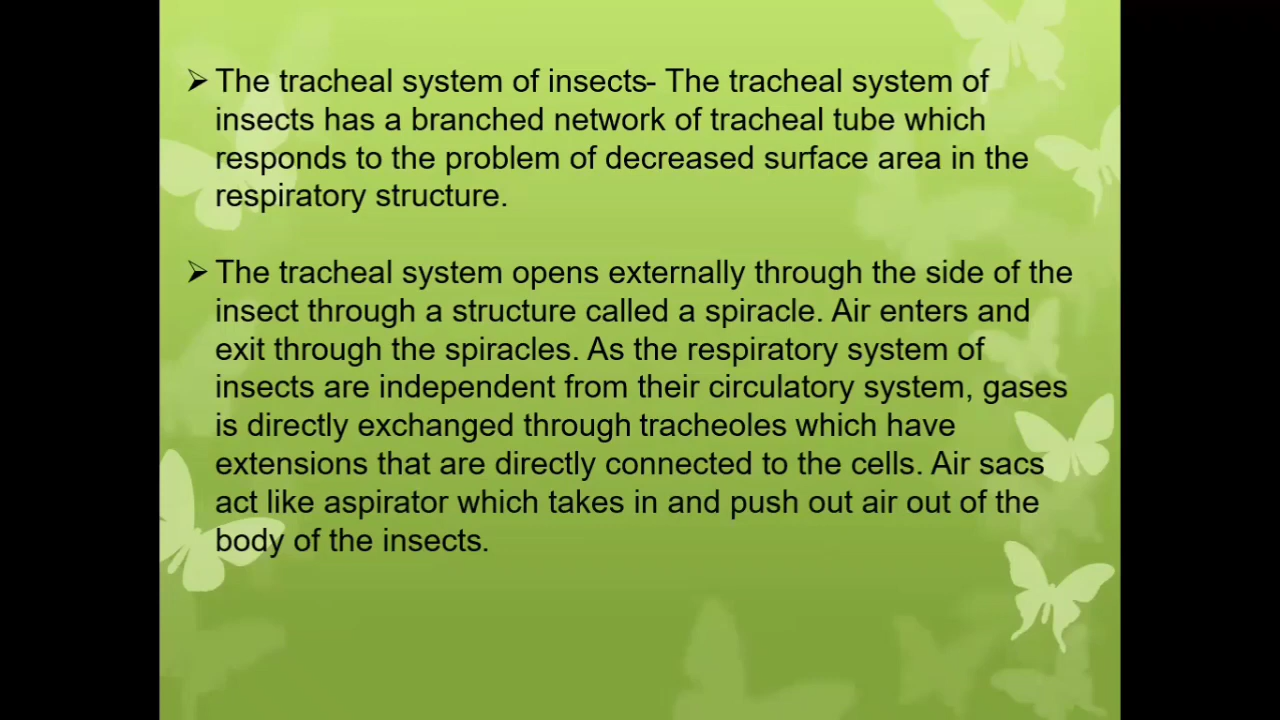 ➢ The tracheal system of insects- The tracheal system of
insects has a branched network of tracheal tube which
responds to the problem of decreased surface area in the
respiratory structure.
➢ The tracheal system opens externally through the side of the
insect through a structure called a spiracle. Air enters and
exit through the spiracles. As the respiratory system of
insects are independent from their circulatory system, gases
is directly exchanged through tracheoles which have
extensions that are directly connected to the cells. Air sacs
act like aspirator which takes in and push out air out of the
body of the insects.